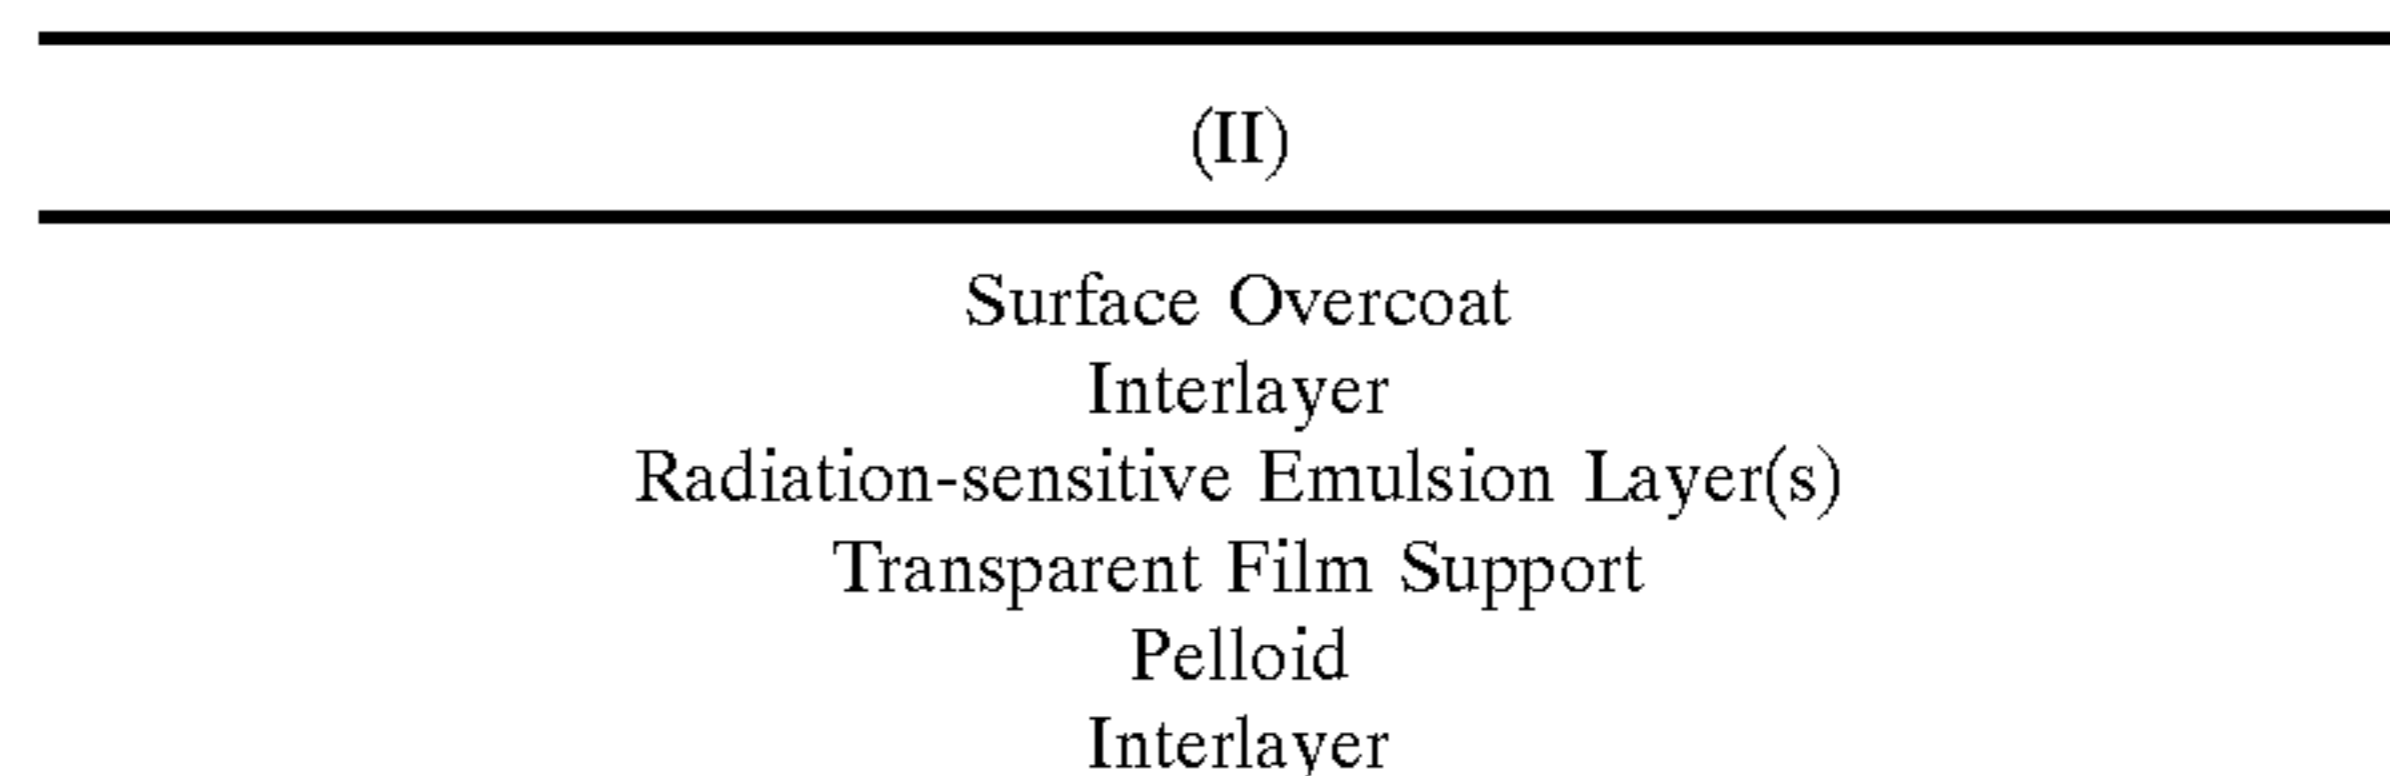 (II)
Surface Overcoat
Interlayer
Radiation-sensitive Emulsion Layer(s)
Transparent Film Support
Pelloid
Interlayer